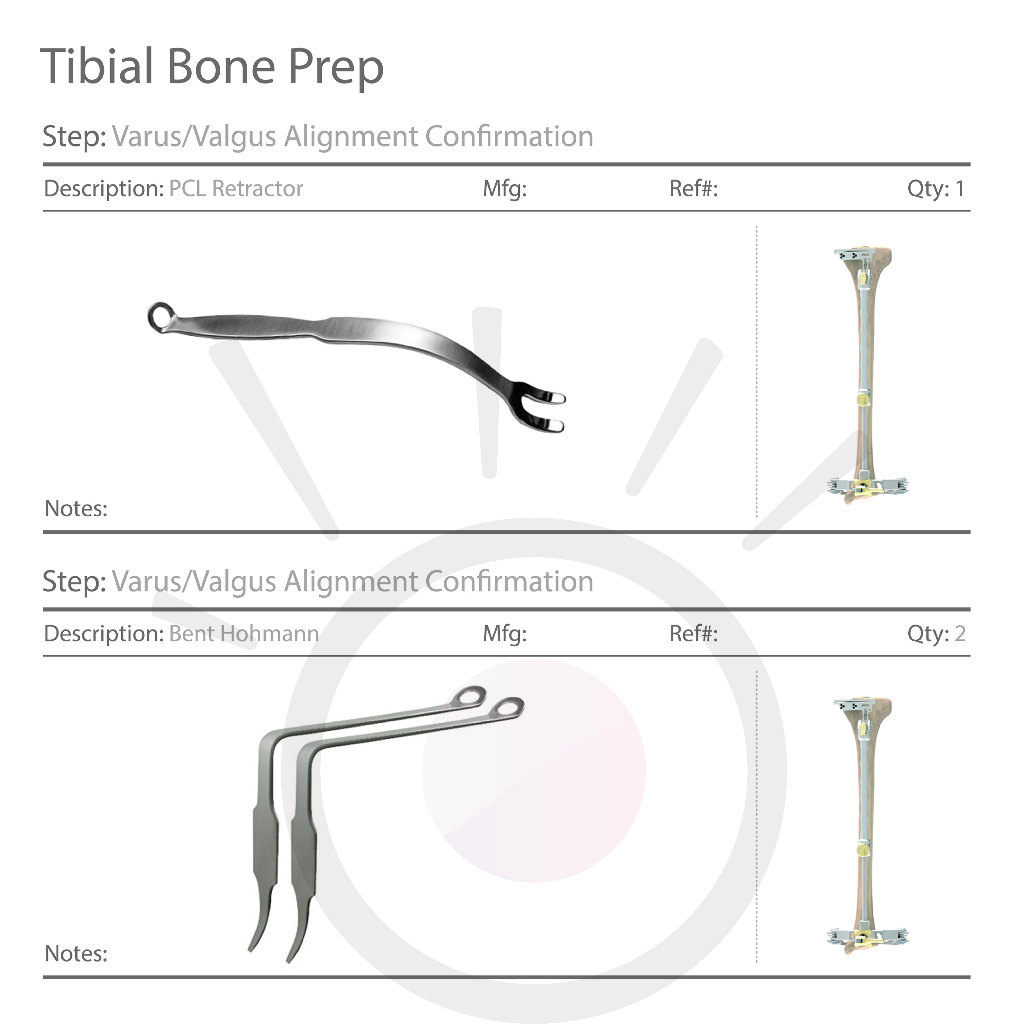 Tibial Bone Prep
Step: Varus/Valgus Alignment Confirmation
Description: PCL Retractor Mfg: Ref#: Qty: 1
Notes:
Step: Varus/Valgus Alignment Confirmation
Description: Bent Hohmann Mfg: Ref#: Qty: 2
Notes: